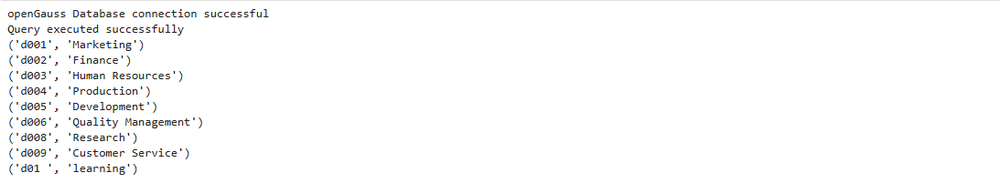 openGauss Database connection successful
Query executed successfully
('d001', 'Marketing')
('d002', 'Finance')
('d003', 'Human Resources')
('d004', 'Production')
('d005', 'Development')
('d006', 'Quality Management')
('d008', 'Research')
('d009', 'Customer Service')
('d01 ', 'learning')